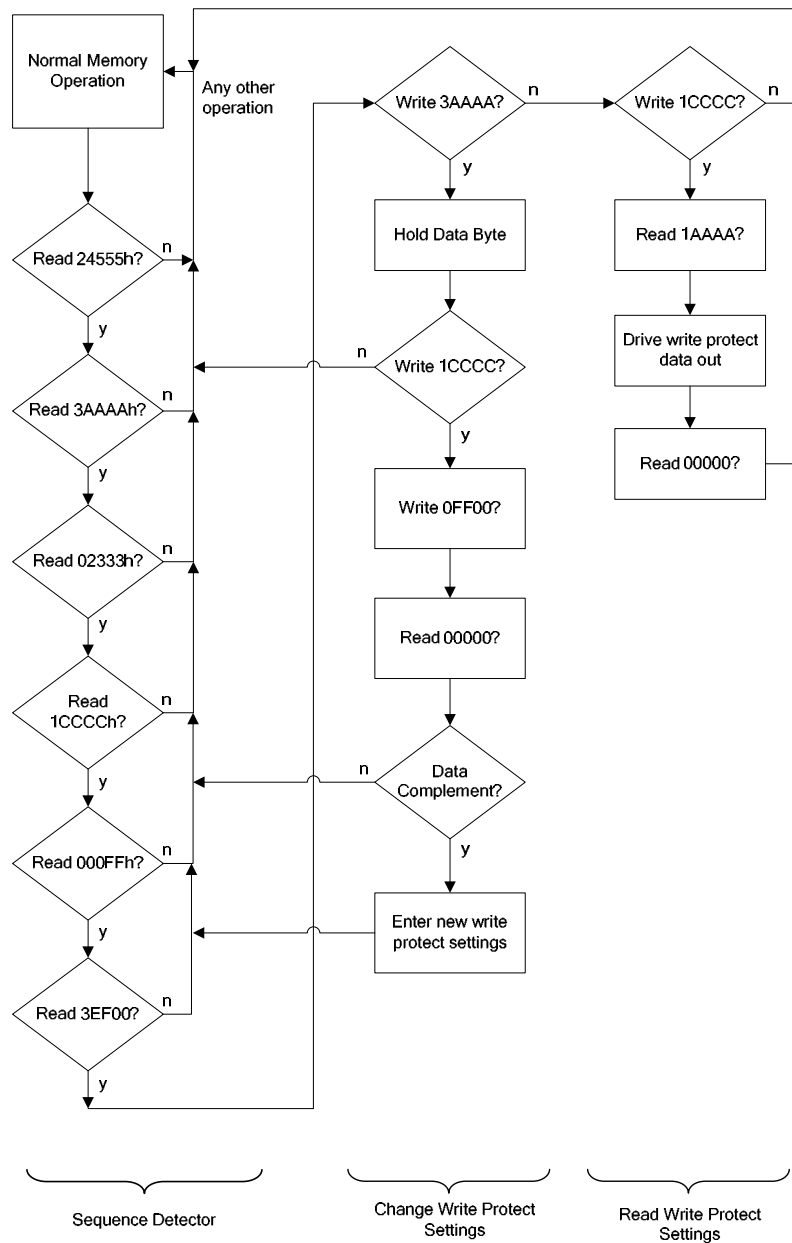 Normal Memory
Operation
Any other
operation
Read 24555h?
n
y
Read 3AAAAh?
n
y
Read 02333h?
n
y
Read
1CCCCh?
n
y
Read 000FFh?
n
y
Read 3EF00?
n
y
Write 3AAAA?
n
y
Hold Data Byte
Write 1CCCC?
n
y
Write 0FF00?
Read 00000?
Data
Complement?
n
y
Enter new write
protect settings
Write 1CCCC?
n
y
Read 1AAAA?
Drive write protect
data out
Read 00000?
Sequence Detector
Change Write Protect
Settings
Read Write Protect
Settings